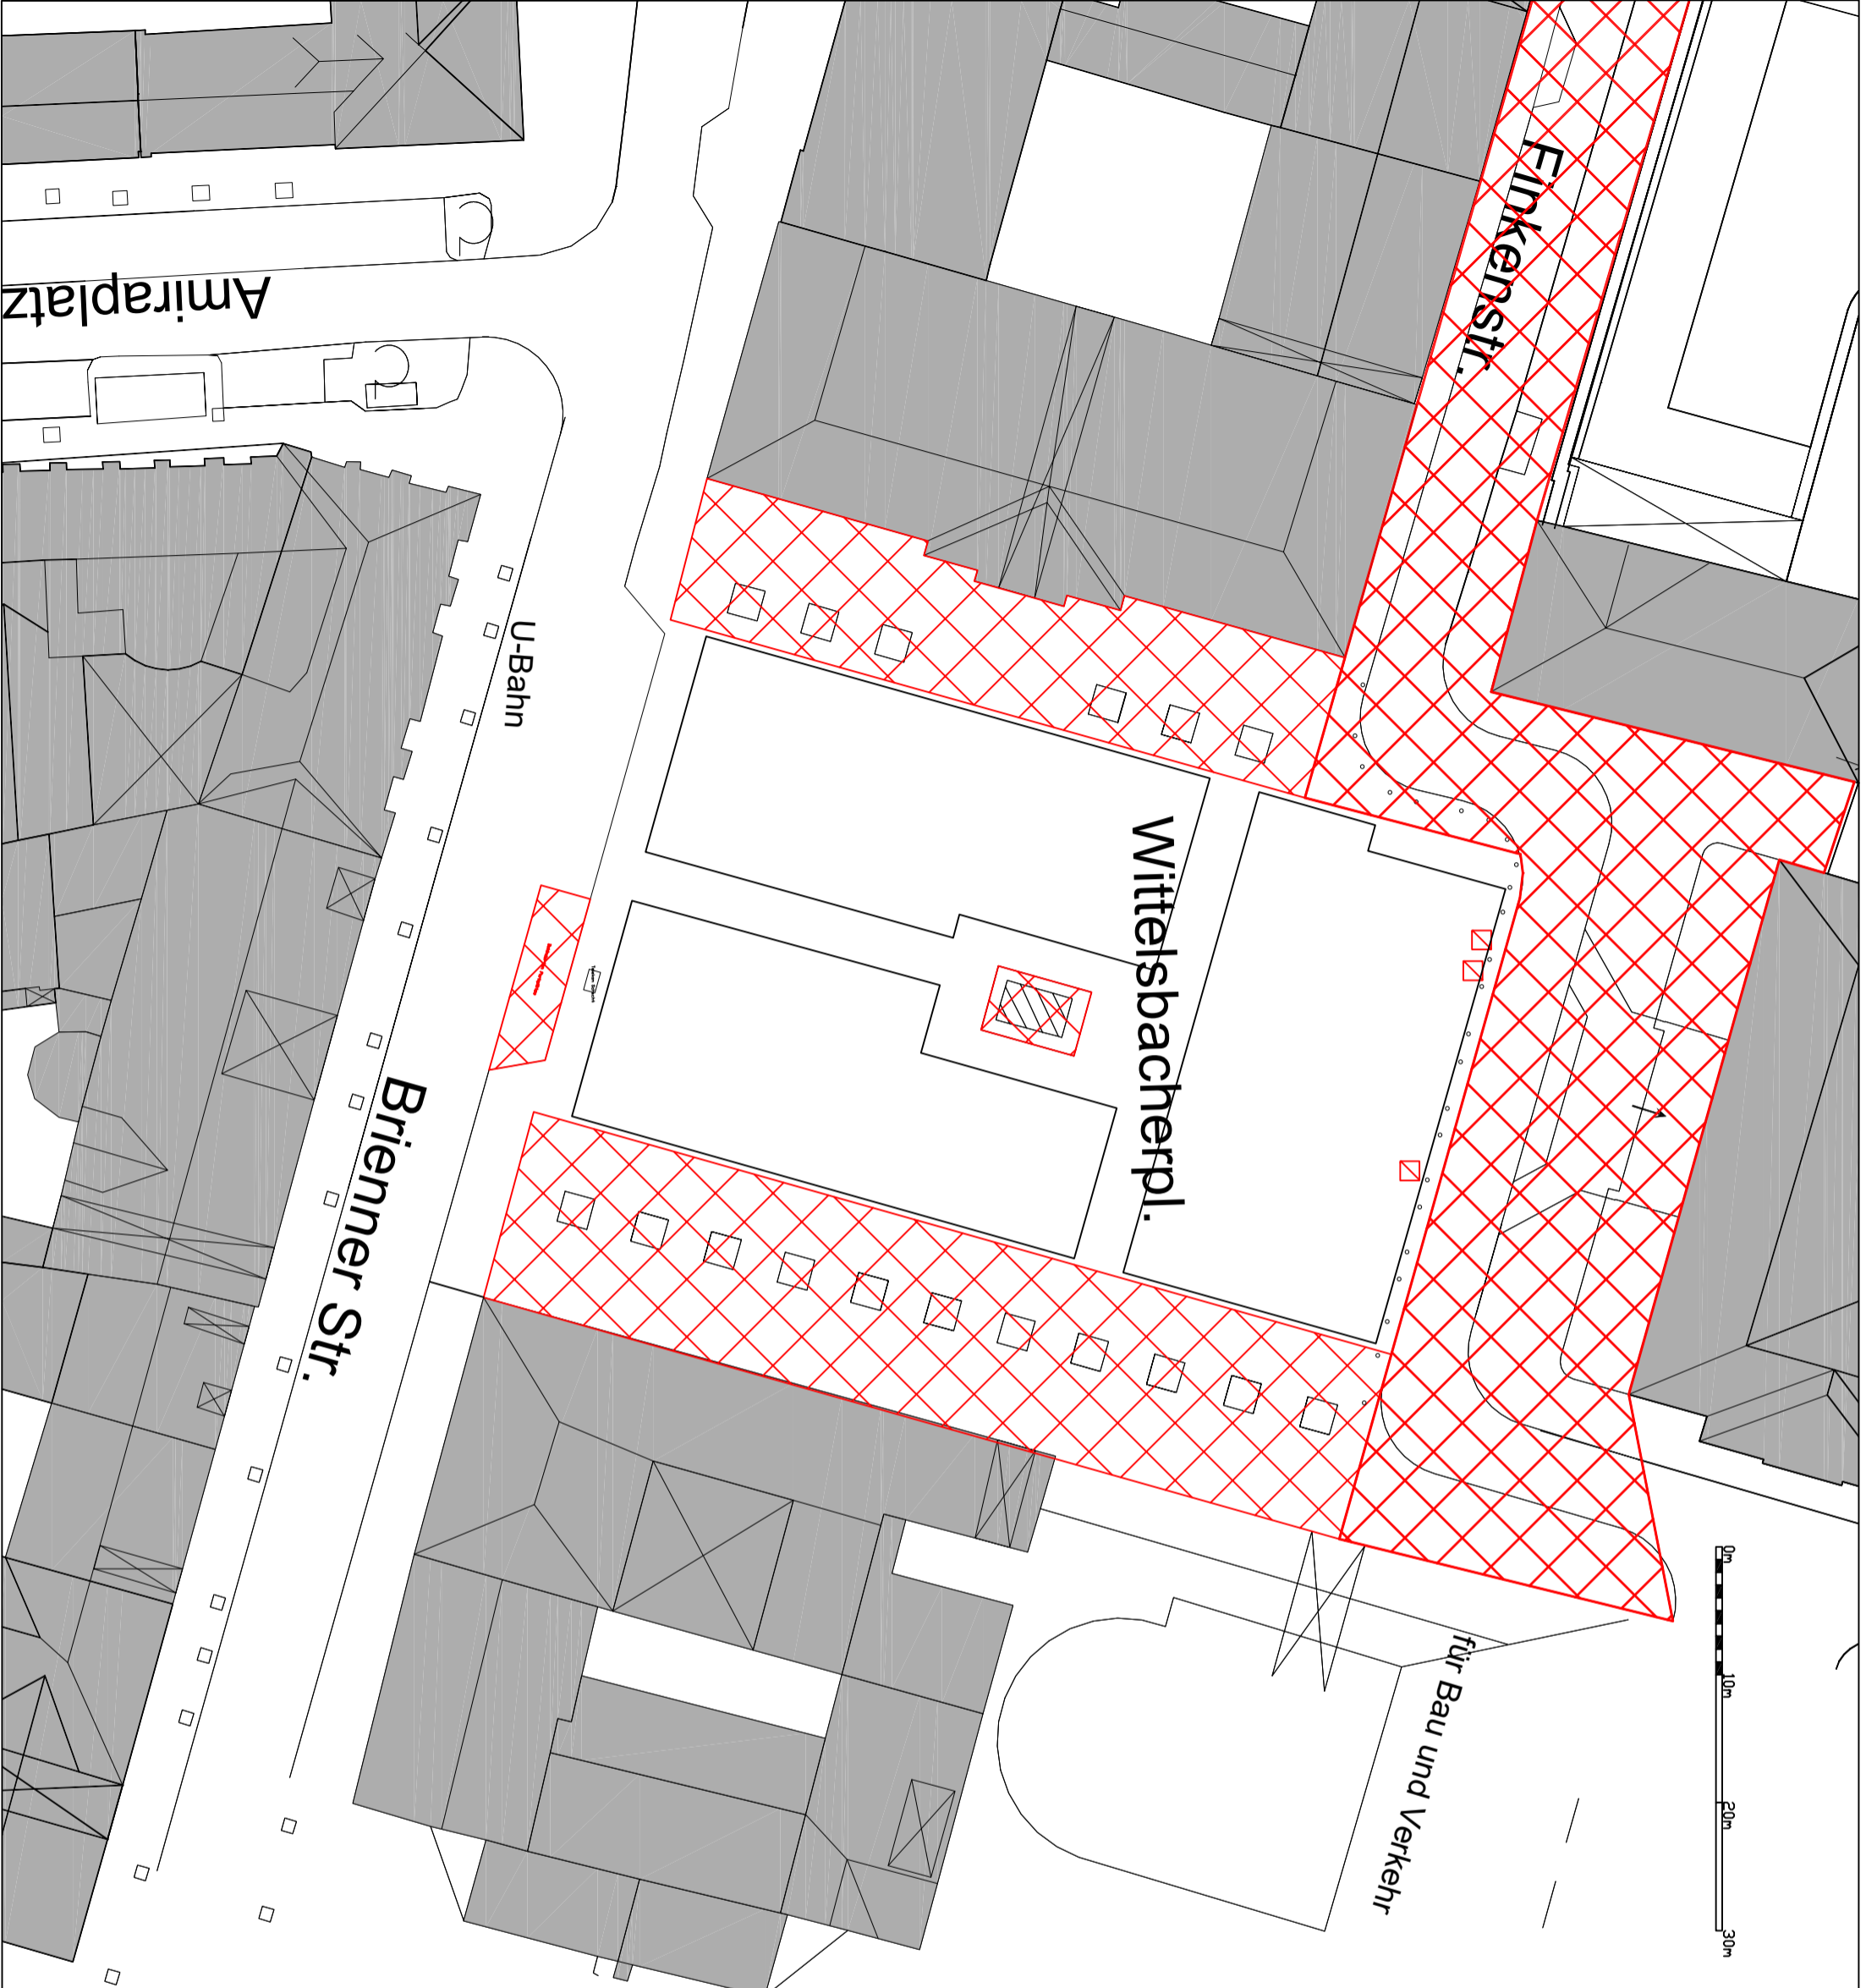 Finkenstr.
Amiraplatz
U-Bahn
Wittelsbacherpl.
Brienner Str.
für Bau und Verkehr
0m
10m
20m
30m